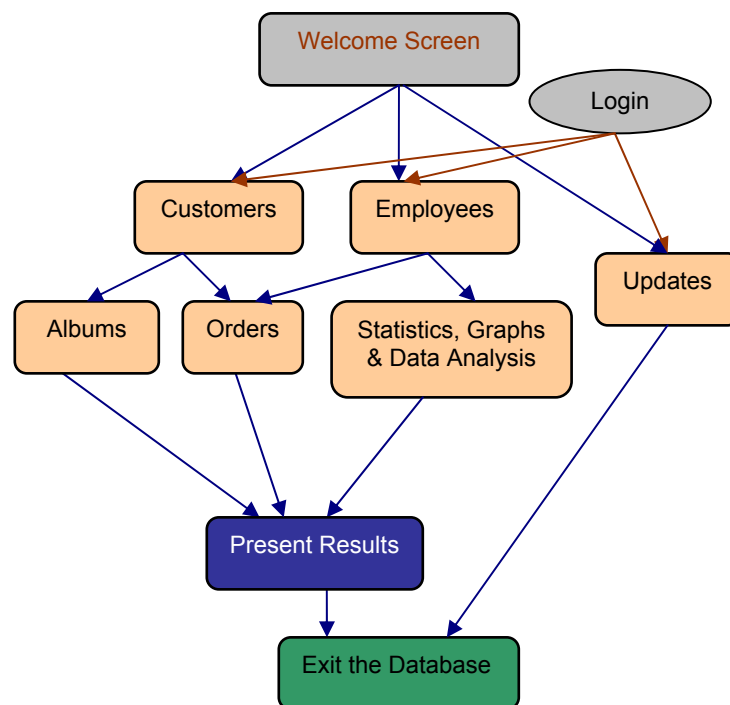 Welcome Screen
Login
Customers
Employees
Updates
Albums
Orders
Statistics, Graphs
& Data Analysis
Present Results
Exit the Database